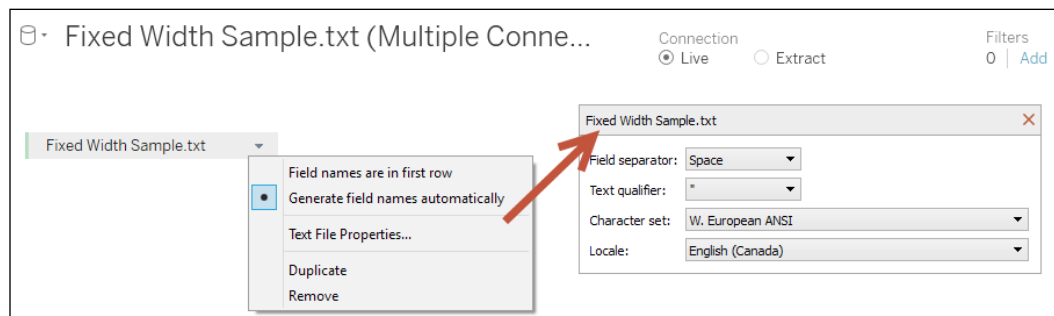 Fixed Width Sample.txt (Multiple Conne...
Connection
Live
Extract
Filters
0 | Add
Fixed Width Sample.txt
Field names are in first row
Generate field names automatically
Text File Properties...
Duplicate
Remove
Fixed Width Sample.txt
Field separator: Space
Text qualifier: "
Character set: W. European ANSI
Locale: English (Canada)